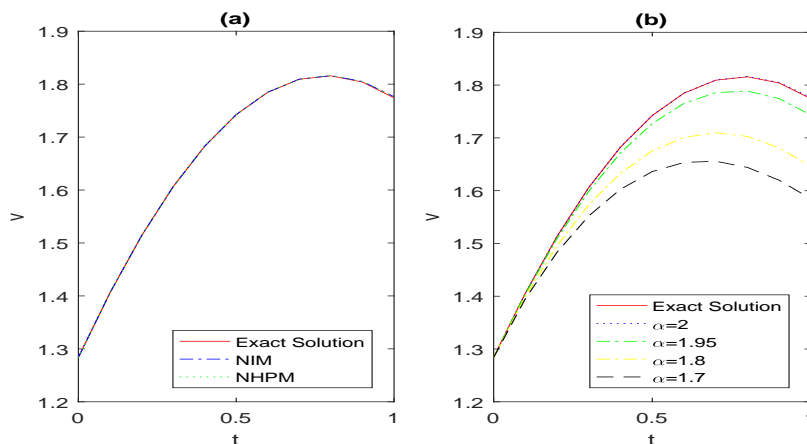 (a)
1.9
1.8
1.7
1.6
1.5
1.4
1.3
1.2
V
0
0.5
1
t
Exact Solution
NIM
NHPM
(b)
1.9
1.8
1.7
1.6
1.5
1.4
1.3
1.2
V
0
0.5
1
t
Exact Solution
α=2
α=1.95
α=1.8
α=1.7